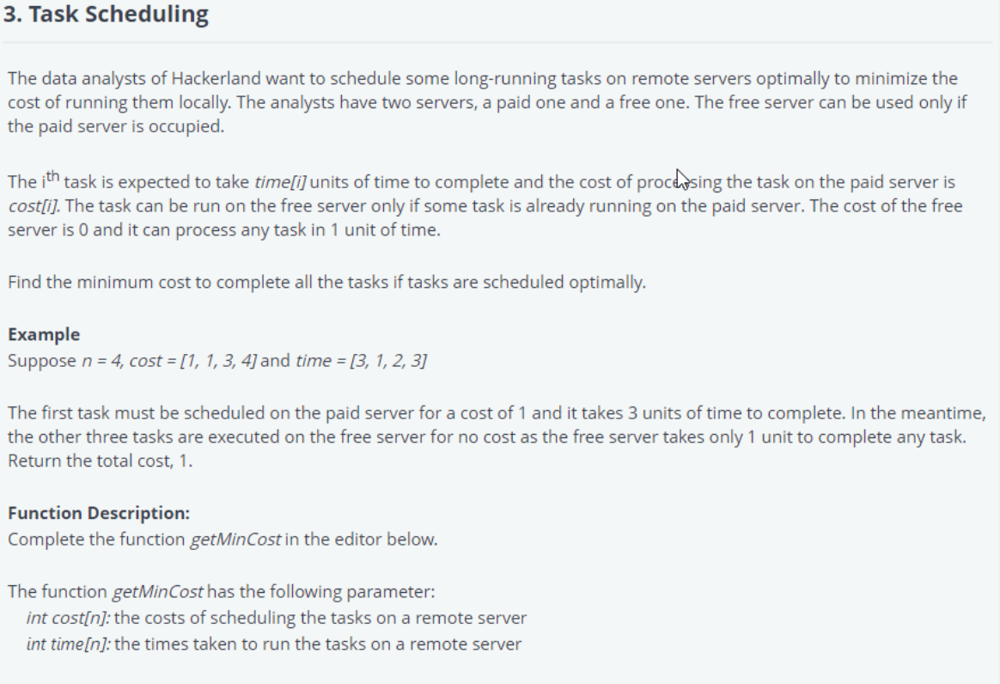 3. Task Scheduling
The data analysts of Hackerland want to schedule some long-running tasks on remote servers optimally to minimize the
cost of running them locally. The analysts have two servers, a paid one and a free one. The free server can be used only if
the paid server is occupied.
The ith task is expected to take time[i] units of time to complete and the cost of processing the task on the paid server is
cost[i]. The task can be run on the free server only if some task is already running on the paid server. The cost of the free
server is 0 and it can process any task in 1 unit of time.
Find the minimum cost to complete all the tasks if tasks are scheduled optimally.
Example
Suppose n = 4, cost = [1, 1, 3, 4] and time = [3, 1, 2, 3]
The first task must be scheduled on the paid server for a cost of 1 and it takes 3 units of time to complete. In the meantime,
the other three tasks are executed on the free server for no cost as the free server takes only 1 unit to complete any task.
Return the total cost, 1.
Function Description:
Complete the function getMinCost in the editor below.
The function getMinCost has the following parameter:
int cost[n]: the costs of scheduling the tasks on a remote server
int time[n]: the times taken to run the tasks on a remote server